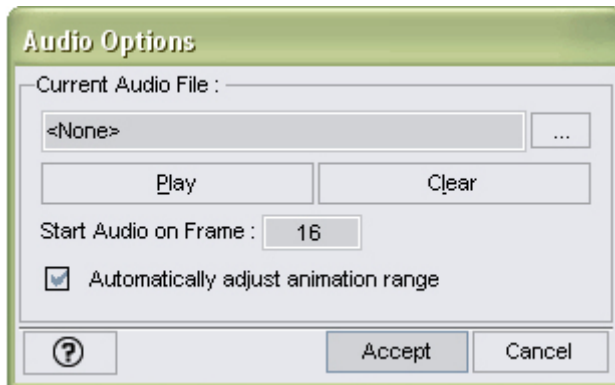 Audio Options
Current Audio File :
<None> ...
Play Clear
Start Audio on Frame : 16
Automatically adjust animation range
? Accept Cancel